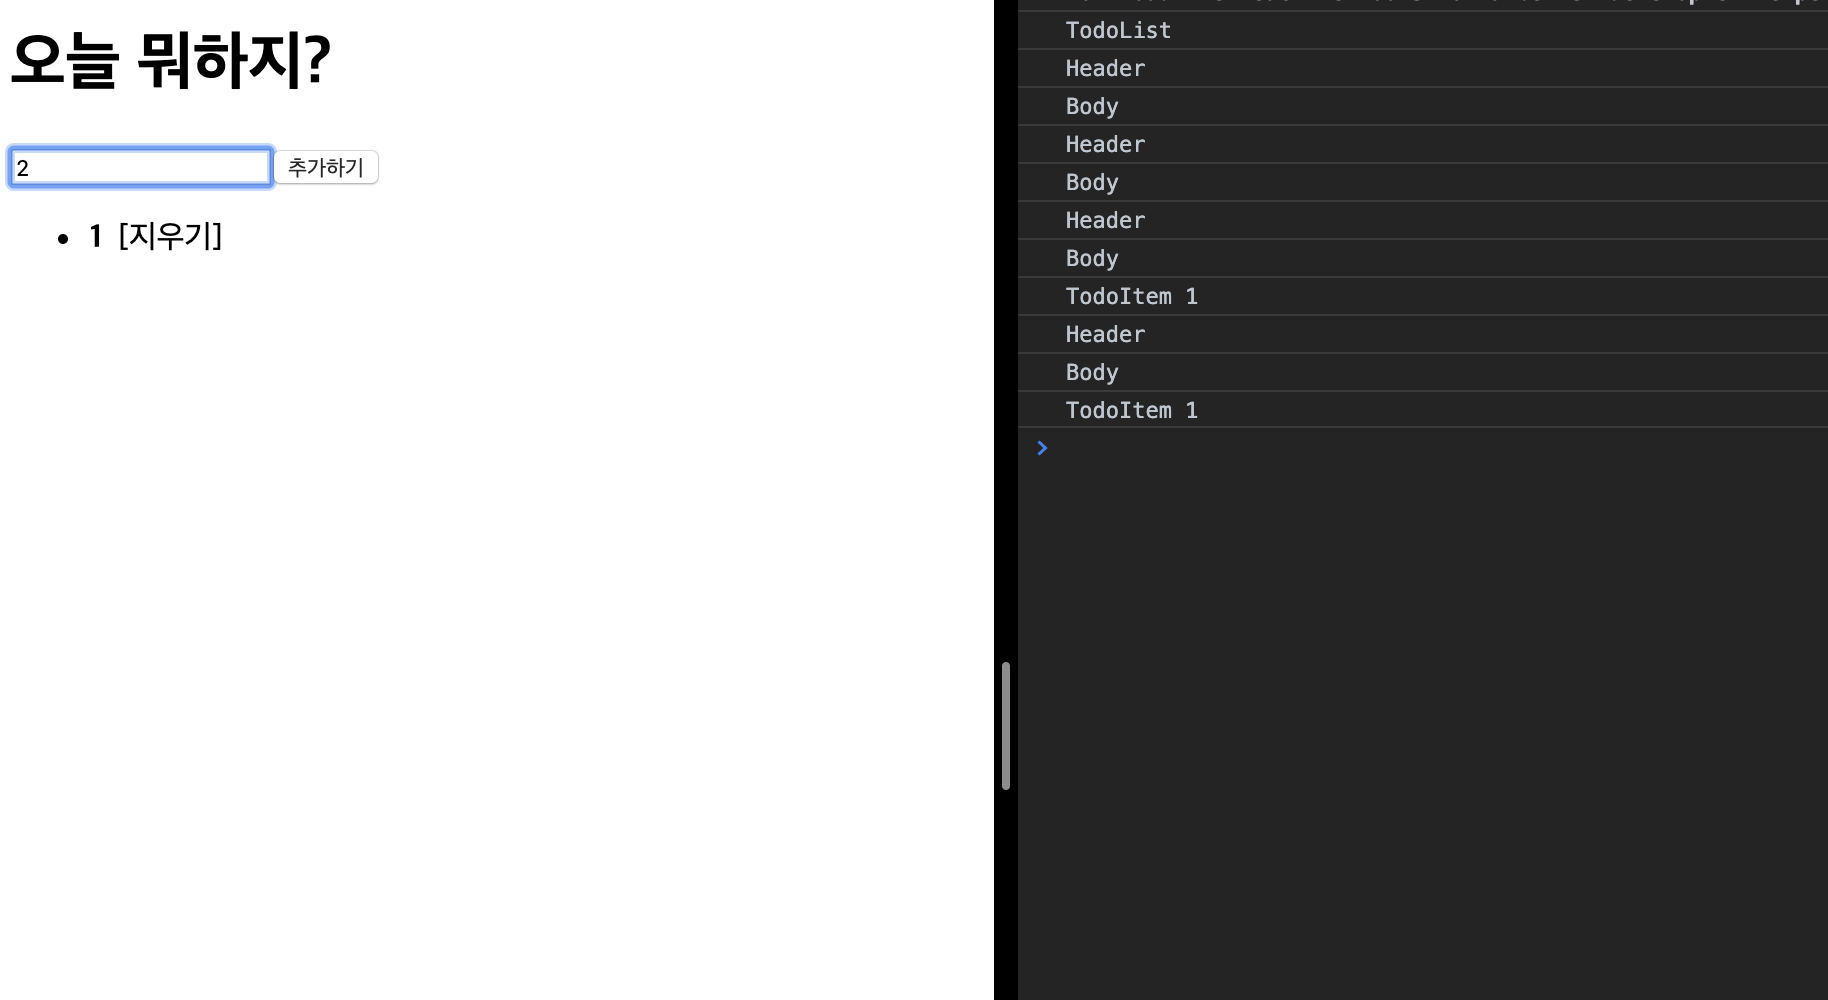 오늘 뭐하지?
2 추가하기
1 [지우기]
TodoList
Header
Body
Header
Body
Header
Body
TodoItem 1
Header
Body
TodoItem 1